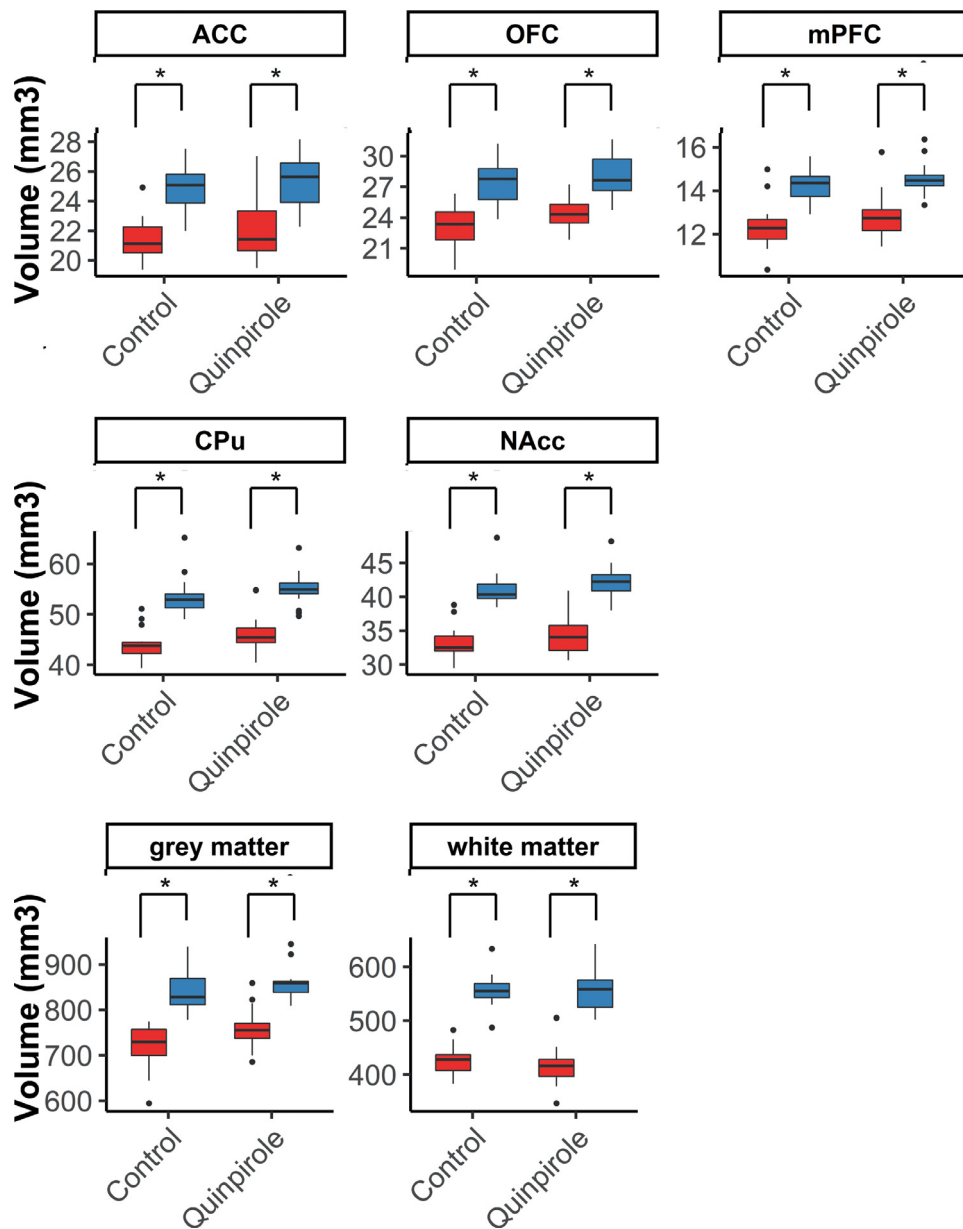 ACC
OFC
mPFC
* * * * * *
Volume (mm3)
28
26
24
22
20
30
27
24
21
16
14
12
Control Quinpirole Control Quinpirole Control Quinpirole
CPu
NAcc
* * * *
Volume (mm3)
60
50
40
45
40
35
30
Control Quinpirole Control Quinpirole
grey matter
white matter
* * * *
Volume (mm3)
900
800
700
600
600
500
400
Control Quinpirole Control Quinpirole